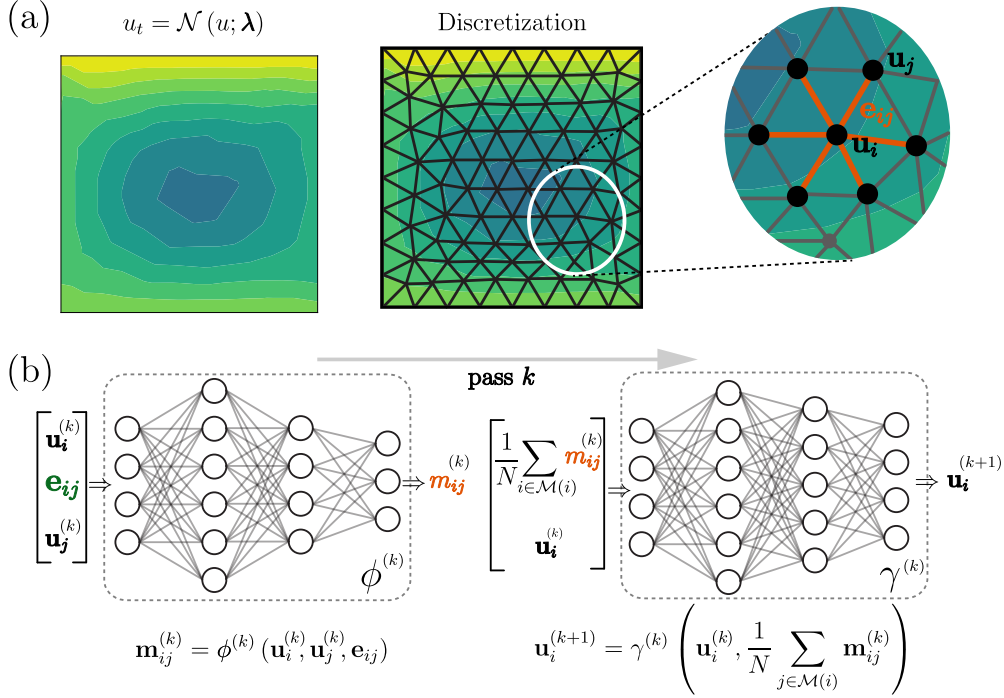 (a)
u_t = 𝒩 (u; λ)
Discretization
u_j
e_ij
u_i
(b)
pass k
u_i^(k)
e_ij
u_j^(k)
⇒ m_ij^(k)
ϕ^(k)
1/N ∑_{i∈ℳ(i)} m_ij^(k)
u_i^(k)
⇒ u_i^(k+1)
γ^(k)
m_ij^(k) = ϕ^(k) (u_i^(k), u_j^(k), e_ij)
u_i^(k+1) = γ^(k) (u_i^(k), 1/N ∑_{j∈ℳ(i)} m_ij^(k))